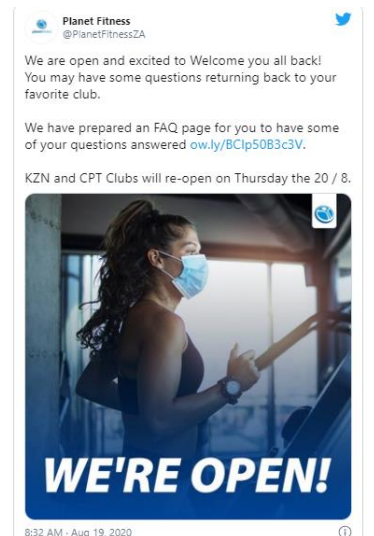 Planet Fitness
@PlanetFitnessZA
We are open and excited to Welcome you all back!
You may have some questions returning back to your
favorite club.
We have prepared an FAQ page for you to have some
of your questions answered ow.ly/BCIp50B3c3V.
KZN and CPT Clubs will re-open on Thursday the 20 / 8.
WE'RE OPEN!
8:32 AM · Aug 19, 2020